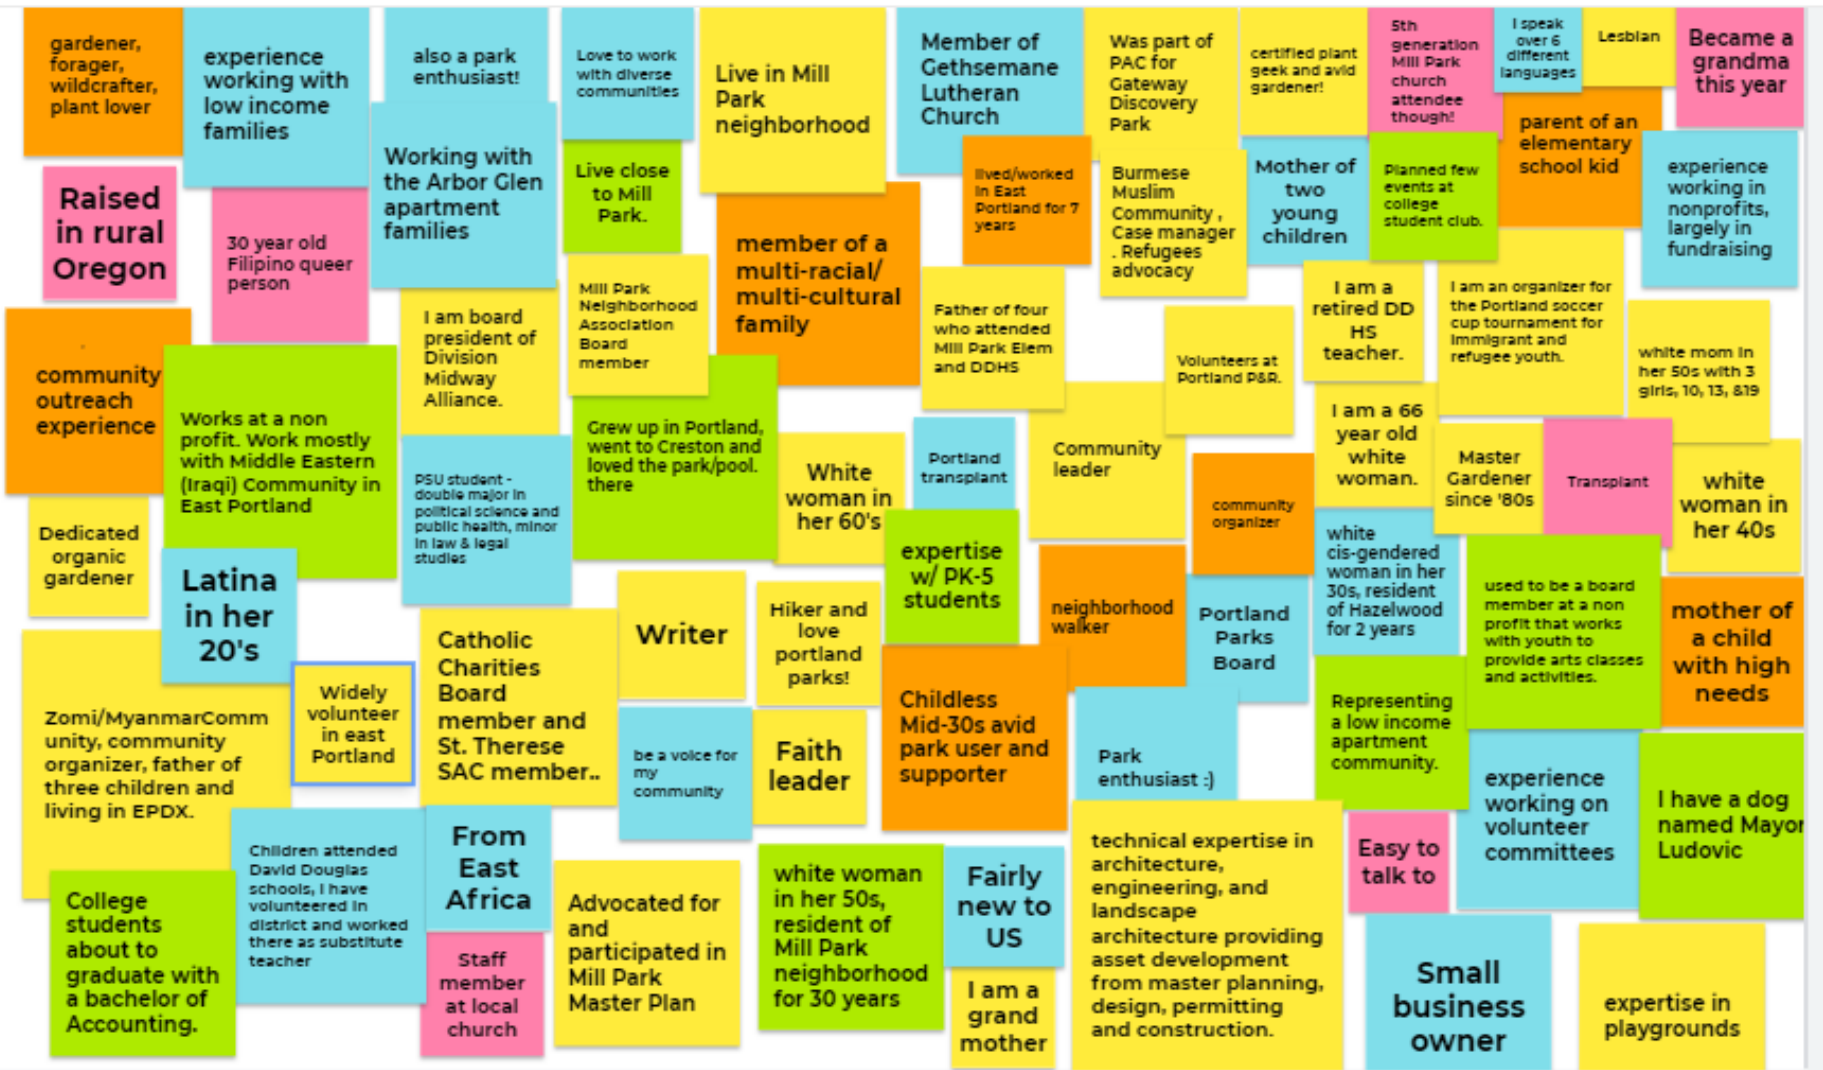 gardener,
forager,
wildcrafter,
plant lover
experience
working with
low income
families
also a park
enthusiast!
Love to work
with diverse
communities
Live in Mill
Park
neighborhood
Member of
Gethsemane
Lutheran
Church
Was part of
PAC for
Gateway
Discovery
Park
certified plant
geek and avid
gardener!
5th
generation
Mill Park
church
attendee
though!
I speak
over 6
different
languages
Lesbian
Became a
grandma
this year
Raised
in rural
Oregon
30 year old
Filipino queer
person
Working with
the Arbor Glen
apartment
families
Live close
to Mill
Park.
member of a
multi-racial/
multi-cultural
family
lived/worked
in East
Portland for 7
years
Burmese
Muslim
Community ,
Case manager
. Refugees
advocacy
Mother of
two
young
children
Planned few
events at
college
student club.
parent of an
elementary
school kid
experience
working in
nonprofits,
largely in
fundraising
community
outreach
experience
Works at a non
profit. Work mostly
with Middle Eastern
(Iraqi) Community in
East Portland
I am board
president of
Division
Midway
Alliance.
Mill Park
Neighborhood
Association
Board
member
Father of four
who attended
Mill Park Elem
and DDHS
Volunteers at
Portland P&R.
I am a
retired DD
HS
teacher.
I am an organizer for
the Portland soccer
cup tournament for
immigrant and
refugee youth.
white mom in
her 50s with 3
girls, 10, 13, &19
Dedicated
organic
gardener
PSU student -
double major in
political science and
public health, minor
in law & legal
studies
Grew up in Portland,
went to Creston and
loved the park/pool.
there
White
woman in
her 60's
Portland
transplant
Community
leader
community
organizer
I am a 66
year old
white
woman.
Master
Gardener
since '80s
Transplant
white
woman in
her 40s
Latina
in her
20's
expertise
w/ PK-5
students
neighborhood
walker
Portland
Parks
Board
white
cis-gendered
woman in her
30s, resident
of Hazelwood
for 2 years
used to be a board
member at a non
profit that works
with youth to
provide arts classes
and activities.
mother of
a child
with high
needs
Zomi/MyanmarComm
unity, community
organizer, father of
three children and
living in EPDX.
Widely
volunteer
in east
Portland
Catholic
Charities
Board
member and
St. Therese
SAC member..
Writer
Hiker and
love
portland
parks!
be a voice for
my
community
Faith
leader
Childless
Mid-30s avid
park user and
supporter
Park
enthusiast :)
Representing
a low income
apartment
community.
experience
working on
volunteer
committees
I have a dog
named Mayor
Ludovic
College
students
about to
graduate with
a bachelor of
Accounting.
Children attended
David Douglas
schools, I have
volunteered in
district and worked
there as substitute
teacher
From
East
Africa
Staff
member
at local
church
Advocated for
and
participated in
Mill Park
Master Plan
white woman
in her 50s,
resident of
Mill Park
neighborhood
for 30 years
Fairly
new to
US
I am a
grand
mother
technical expertise in
architecture,
engineering, and
landscape
architecture providing
asset development
from master planning,
design, permitting
and construction.
Easy to
talk to
Small
business
owner
expertise in
playgrounds